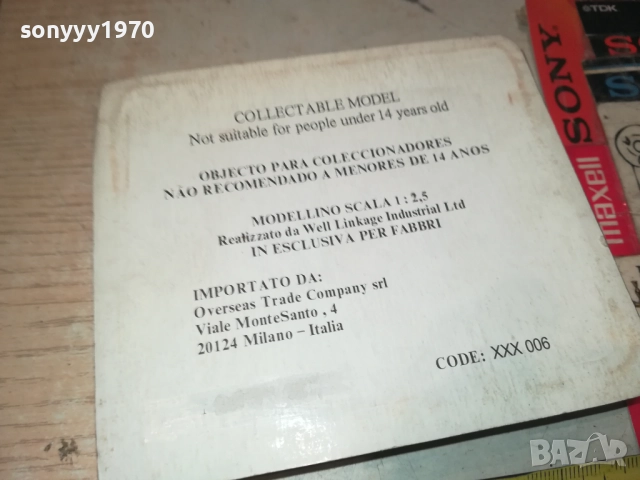 sonyyy1970
COLLECTABLE MODEL
Not suitable for people under 14 years old
OBJECTO PARA COLECCIONADORES
NÃO RECOMENDADO A MENORES DE 14 ANOS
MODELLINO SCALA 1 : 2,5
Realizzato da Well Linkage Industrial Ltd
IN ESCLUSIVA PER FABBRI
IMPORTATO DA:
Overseas Trade Company srl
Viale MonteSanto , 4
20124 Milano – Italia
CODE: XXX 006
SONY
maxell
TDK
BAZAR